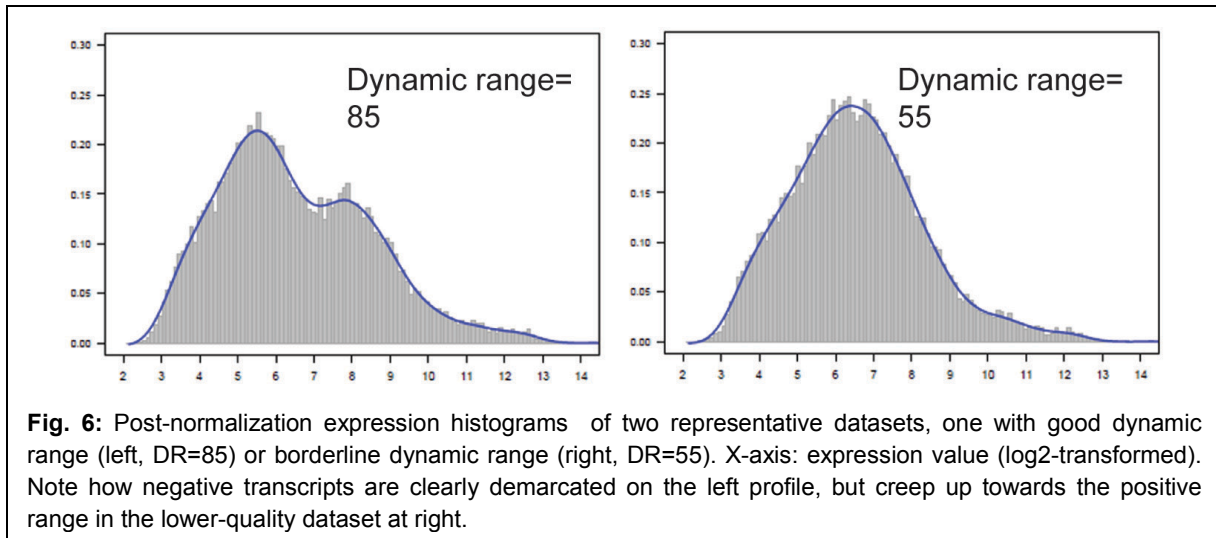 0.30
0.25
0.20
0.15
0.10
0.05
0.00
Dynamic range=
85
2 3 4 5 6 7 8 9 10 11 12 13 14
0.30
0.25
0.20
0.15
0.10
0.05
0.00
Dynamic range=
55
2 3 4 5 6 7 8 9 10 11 12 13 14
Fig. 6: Post-normalization expression histograms of two representative datasets, one with good dynamic
range (left, DR=85) or borderline dynamic range (right, DR=55). X-axis: expression value (log2-transformed).
Note how negative transcripts are clearly demarcated on the left profile, but creep up towards the positive
range in the lower-quality dataset at right.